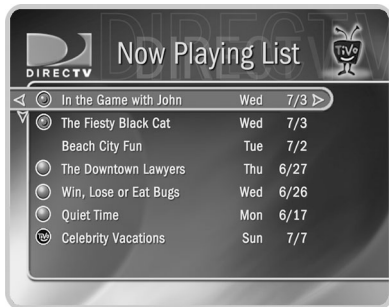 DIRECTV
DIRECTV
Now Playing List
TiVo
In the Game with John Wed 7/3
The Fiesty Black Cat Wed 7/3
Beach City Fun Tue 7/2
The Downtown Lawyers Thu 6/27
Win, Lose or Eat Bugs Wed 6/26
Quiet Time Mon 6/17
TiVo Celebrity Vacations Sun 7/7